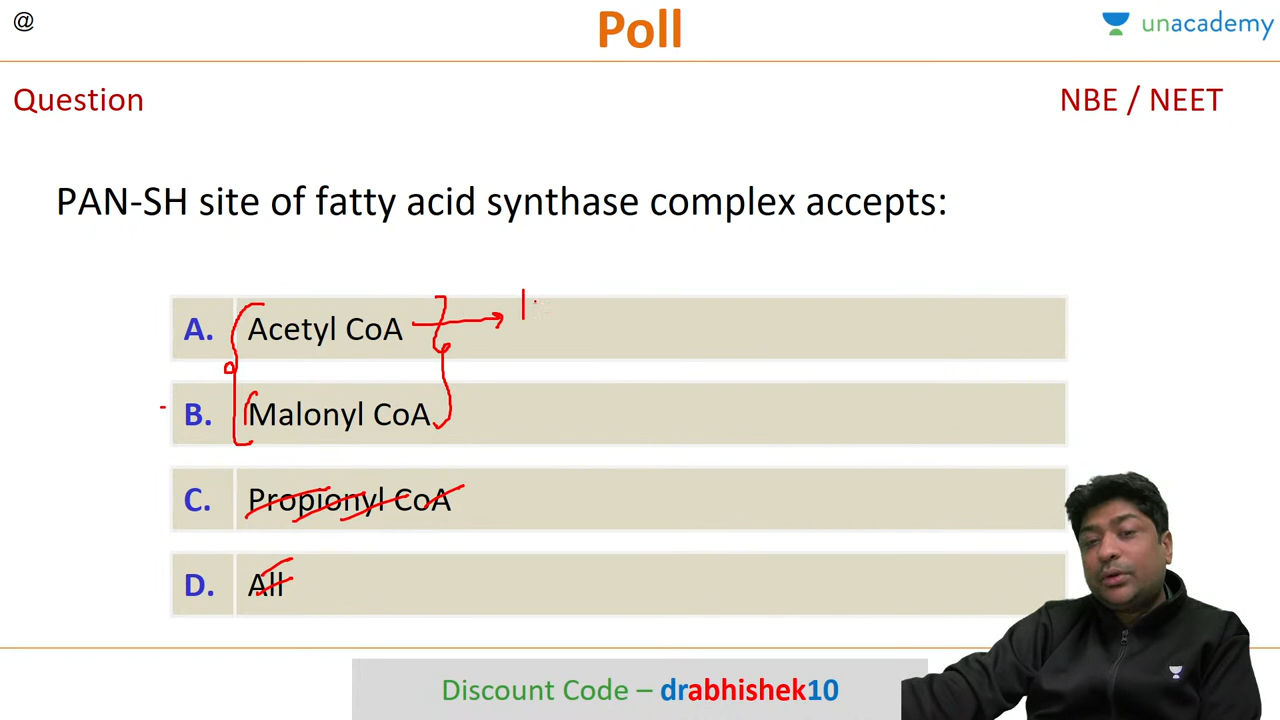 @
Poll
unacademy
Question
NBE / NEET
PAN-SH site of fatty acid synthase complex accepts:
A. Acetyl CoA
B. Malonyl CoA
C. Propionyl CoA
D. All
Discount Code – drabhishek10